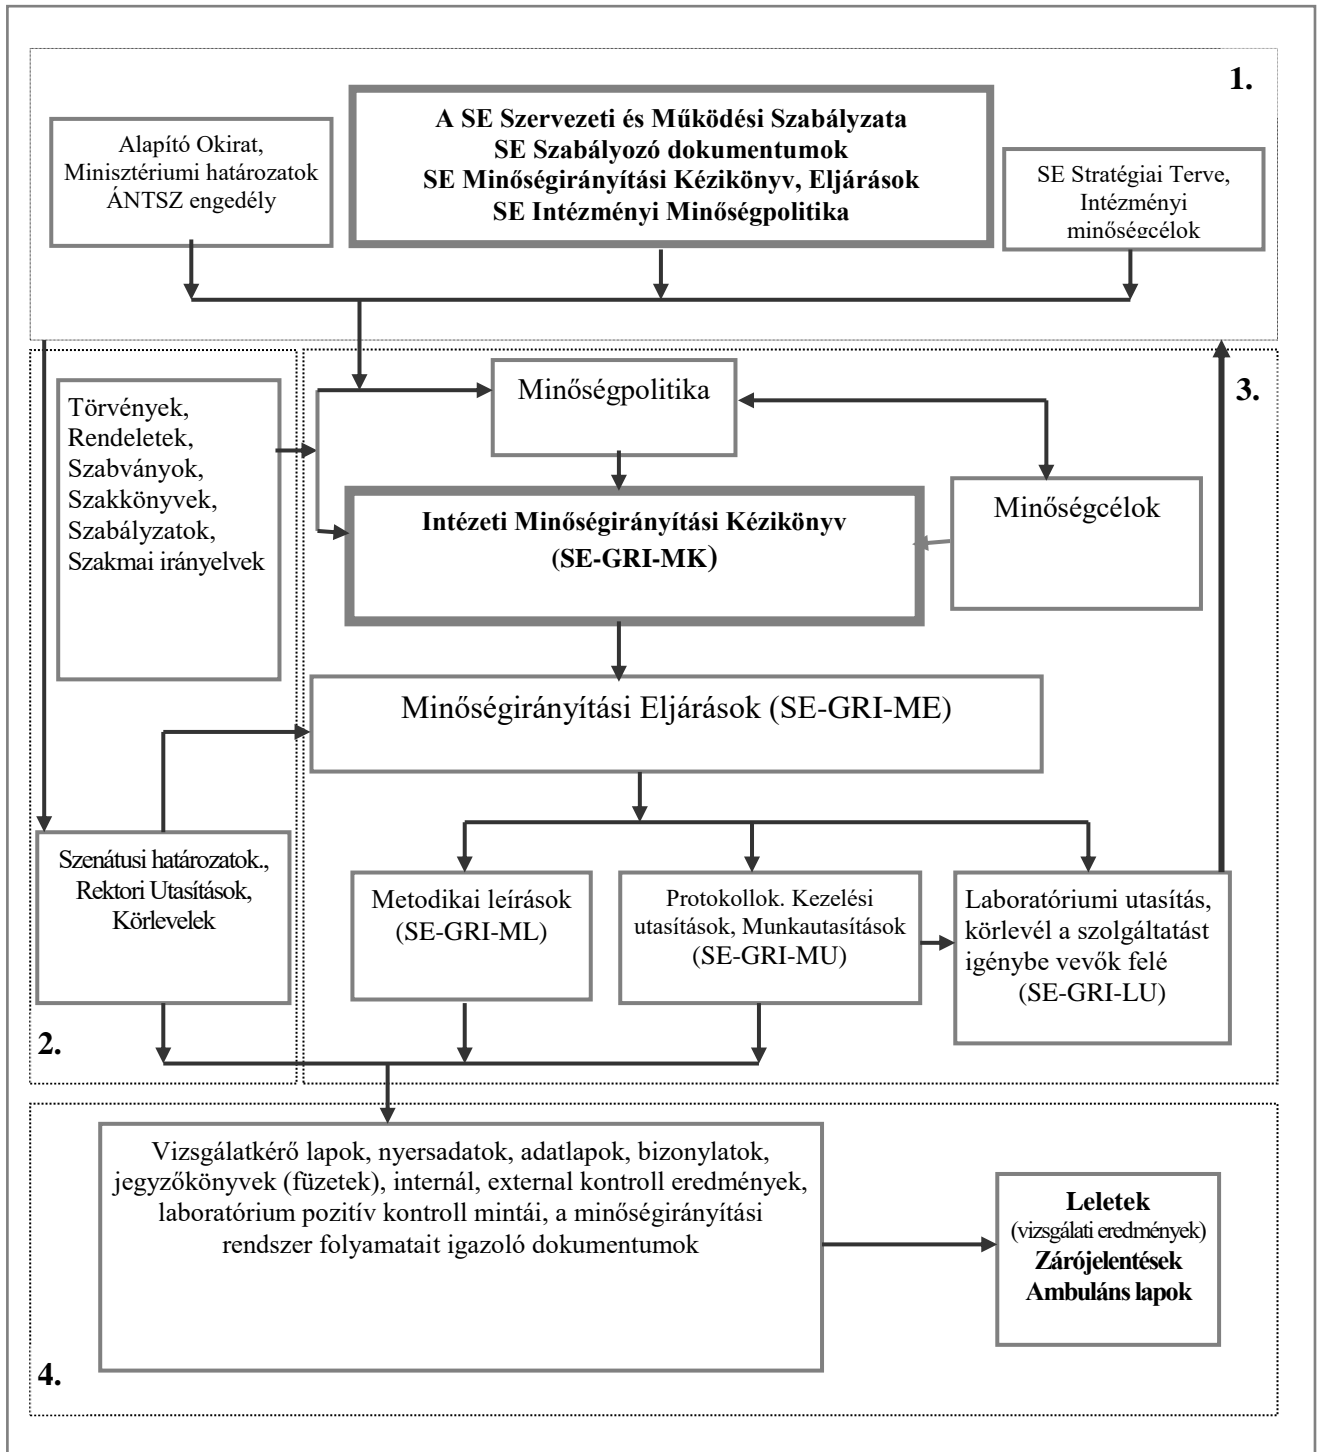 1.
Alapító Okirat,
Minisztériumi határozatok
ÁNTSZ engedély
A SE Szervezeti és Működési Szabályzata
SE Szabályozó dokumentumok
SE Minőségirányítási Kézikönyv, Eljárások
SE Intézményi Minőségpolitika
SE Stratégiai Terve,
Intézményi
minőségcélok
Törvények,
Rendeletek,
Szabványok,
Szakkönyvek,
Szabályzatok,
Szakmai irányelvek
Minőségpolitika
3.
Intézeti Minőségirányítási Kézikönyv
(SE-GRI-MK)
Minőségcélok
Minőségirányítási Eljárások (SE-GRI-ME)
Szenátusi határozatok.,
Rektori Utasítások,
Körlevelek
Metodikai leírások
(SE-GRI-ML)
Protokollok. Kezelési
utasítások, Munkautasítások
(SE-GRI-MU)
Laboratóriumi utasítás,
körlevél a szolgáltatást
igénybe vevők felé
(SE-GRI-LU)
2.
Vizsgálatkérő lapok, nyersadatok, adatlapok, bizonylatok,
jegyzőkönyvek (füzetek), internál, external kontroll eredmények,
laboratórium pozitív kontroll mintái, a minőségirányítási
rendszer folyamatait igazoló dokumentumok
Leletek
(vizsgálati eredmények)
Zárójelentések
Ambuláns lapok
4.